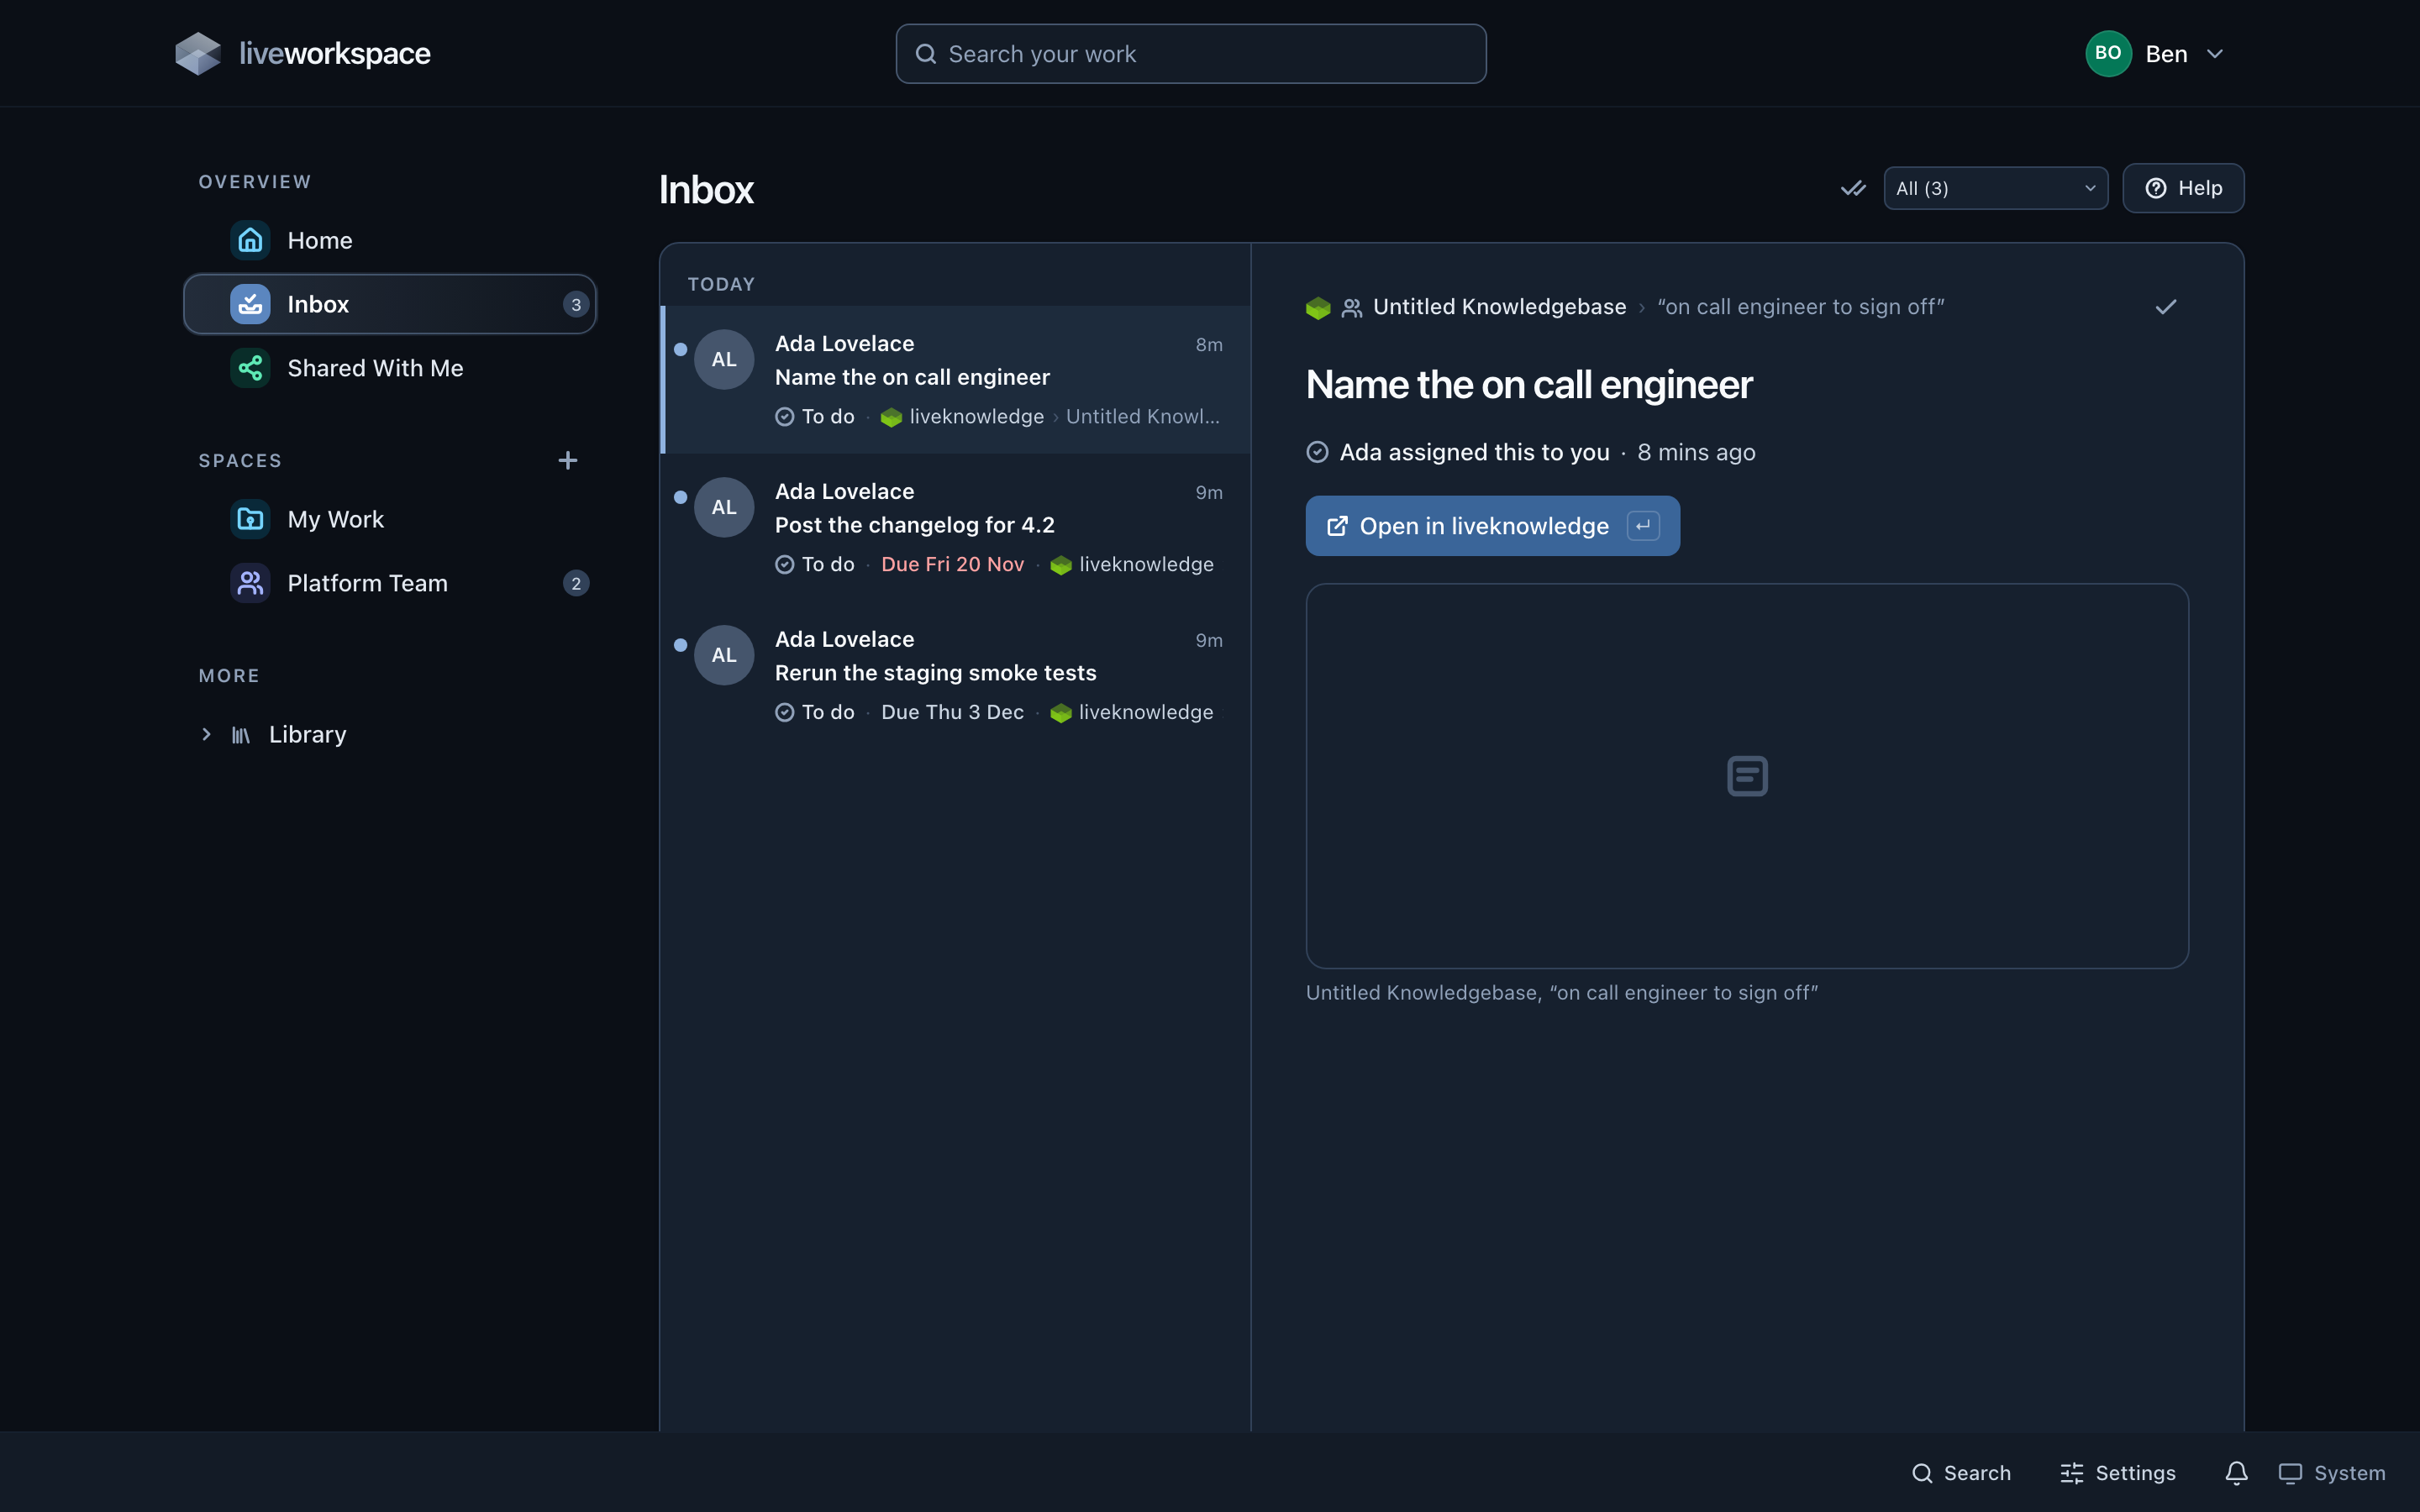 liveworkspace
Search your work
BO Ben
OVERVIEW
Home
Inbox 3
Shared With Me
SPACES
My Work
Platform Team 2
MORE
Library
Inbox
All (3)
Help
TODAY
AL Ada Lovelace 8m
Name the on call engineer
To do · liveknowledge › Untitled Knowl...
AL Ada Lovelace 9m
Post the changelog for 4.2
To do · Due Fri 20 Nov · liveknowledge
AL Ada Lovelace 9m
Rerun the staging smoke tests
To do · Due Thu 3 Dec · liveknowledge
Untitled Knowledgebase › “on call engineer to sign off”
Name the on call engineer
Ada assigned this to you · 8 mins ago
Open in liveknowledge
Untitled Knowledgebase, “on call engineer to sign off”
Search
Settings
System